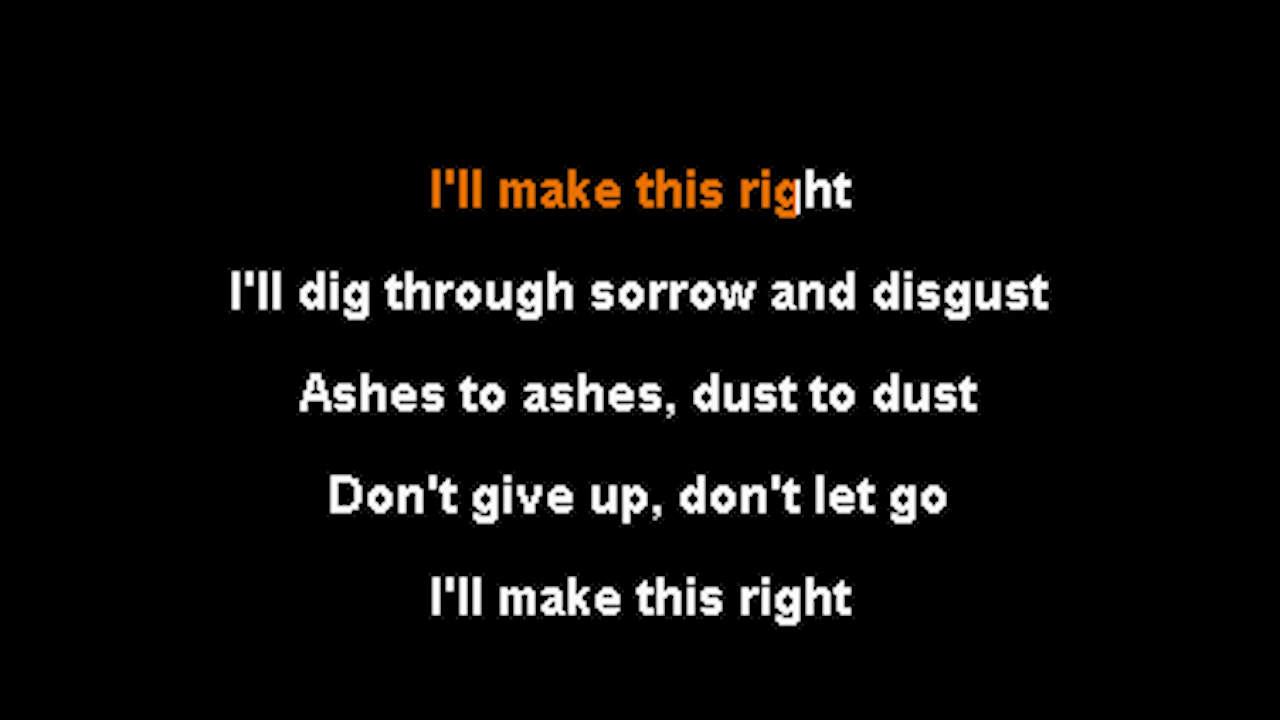 I'll make this right
I'll dig through sorrow and disgust
Ashes to ashes, dust to dust
Don't give up, don't let go
I'll make this right